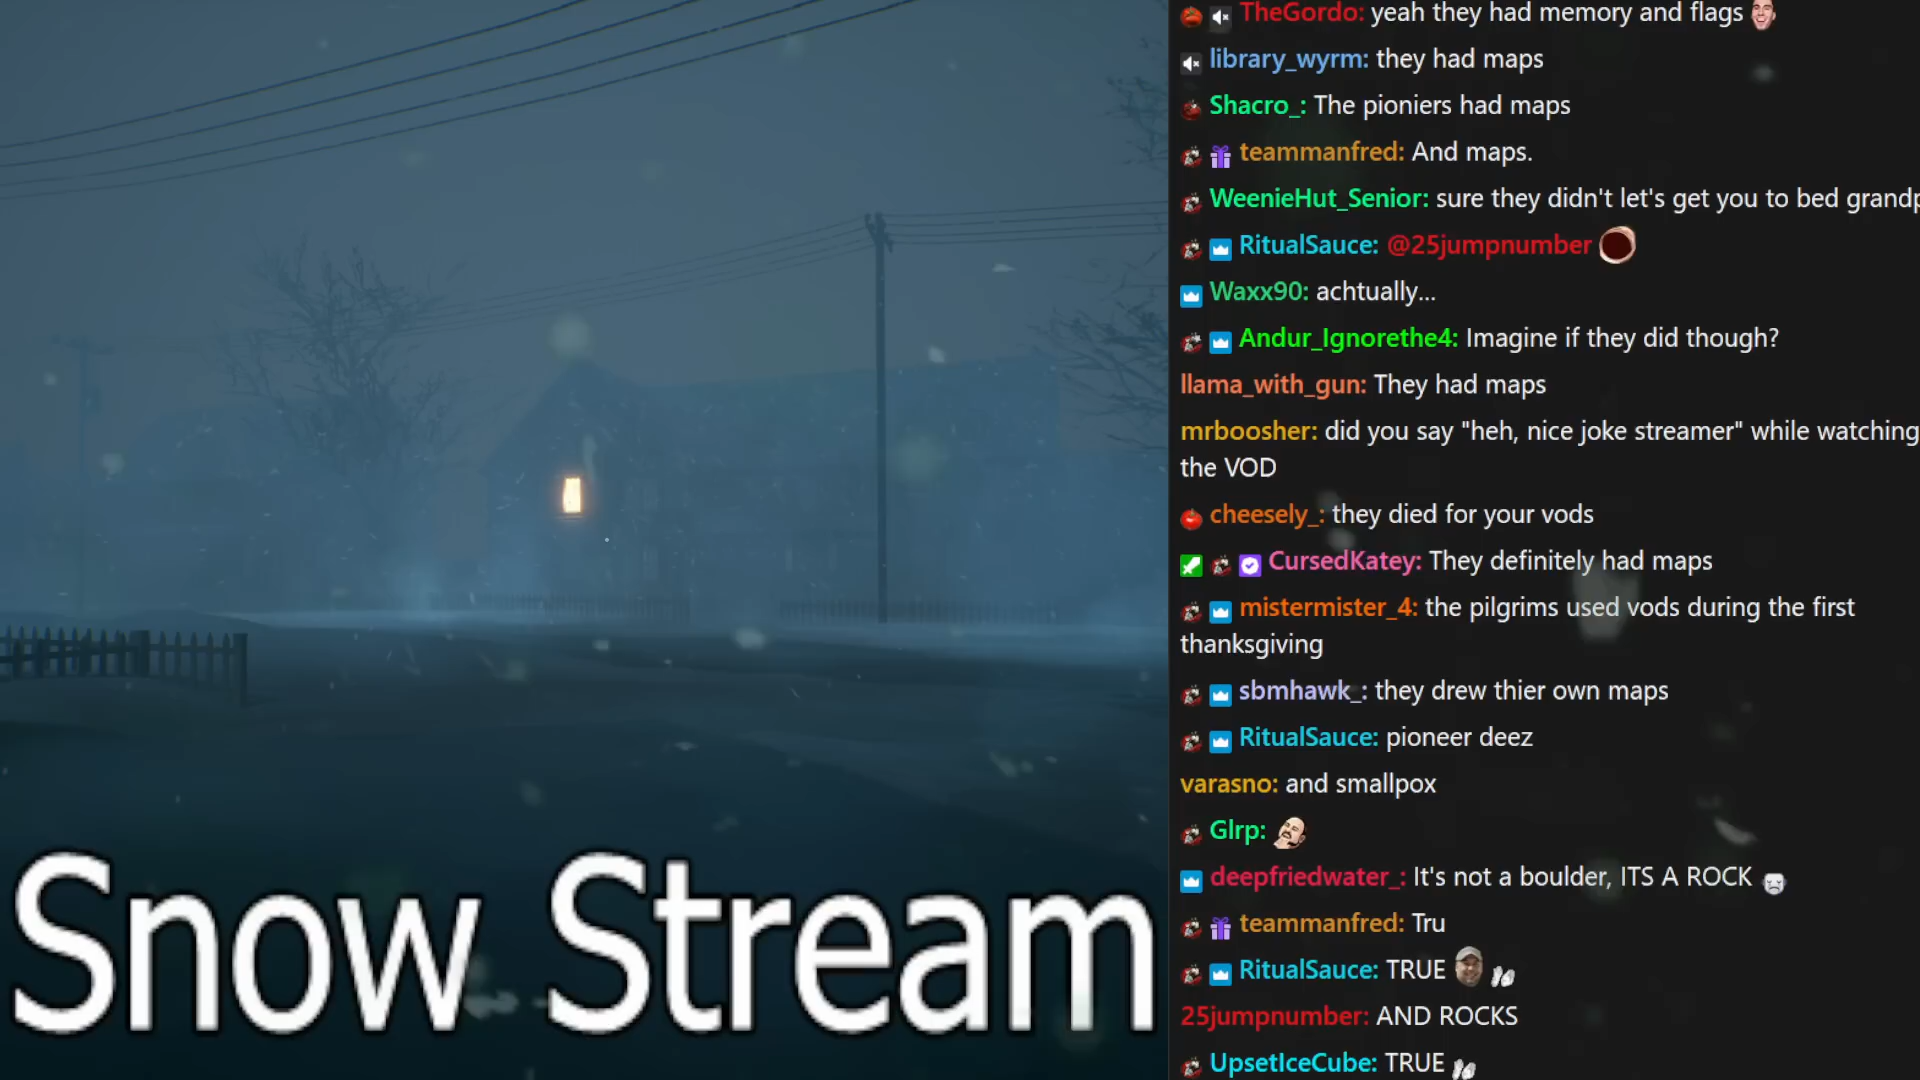 TheGordo: yeah they had memory and flags
library_wyrm: they had maps
Shacro_: The pioniers had maps
teammanfred: And maps.
WeenieHut_Senior: sure they didn't let's get you to bed grandp
RitualSauce: @25jumpnumber
Waxx90: achtually...
Andur_Ignorethe4: Imagine if they did though?
llama_with_gun: They had maps
mrboosher: did you say "heh, nice joke streamer" while watching
the VOD
cheesely_: they died for your vods
CursedKatey: They definitely had maps
mistermister_4: the pilgrims used vods during the first
thanksgiving
sbmhawk_: they drew thier own maps
RitualSauce: pioneer deez
varasno: and smallpox
Glrp:
deepfriedwater_: It's not a boulder, ITS A ROCK
teammanfred: Tru
RitualSauce: TRUE
25jumpnumber: AND ROCKS
UpsetIceCube: TRUE
Snow Stream